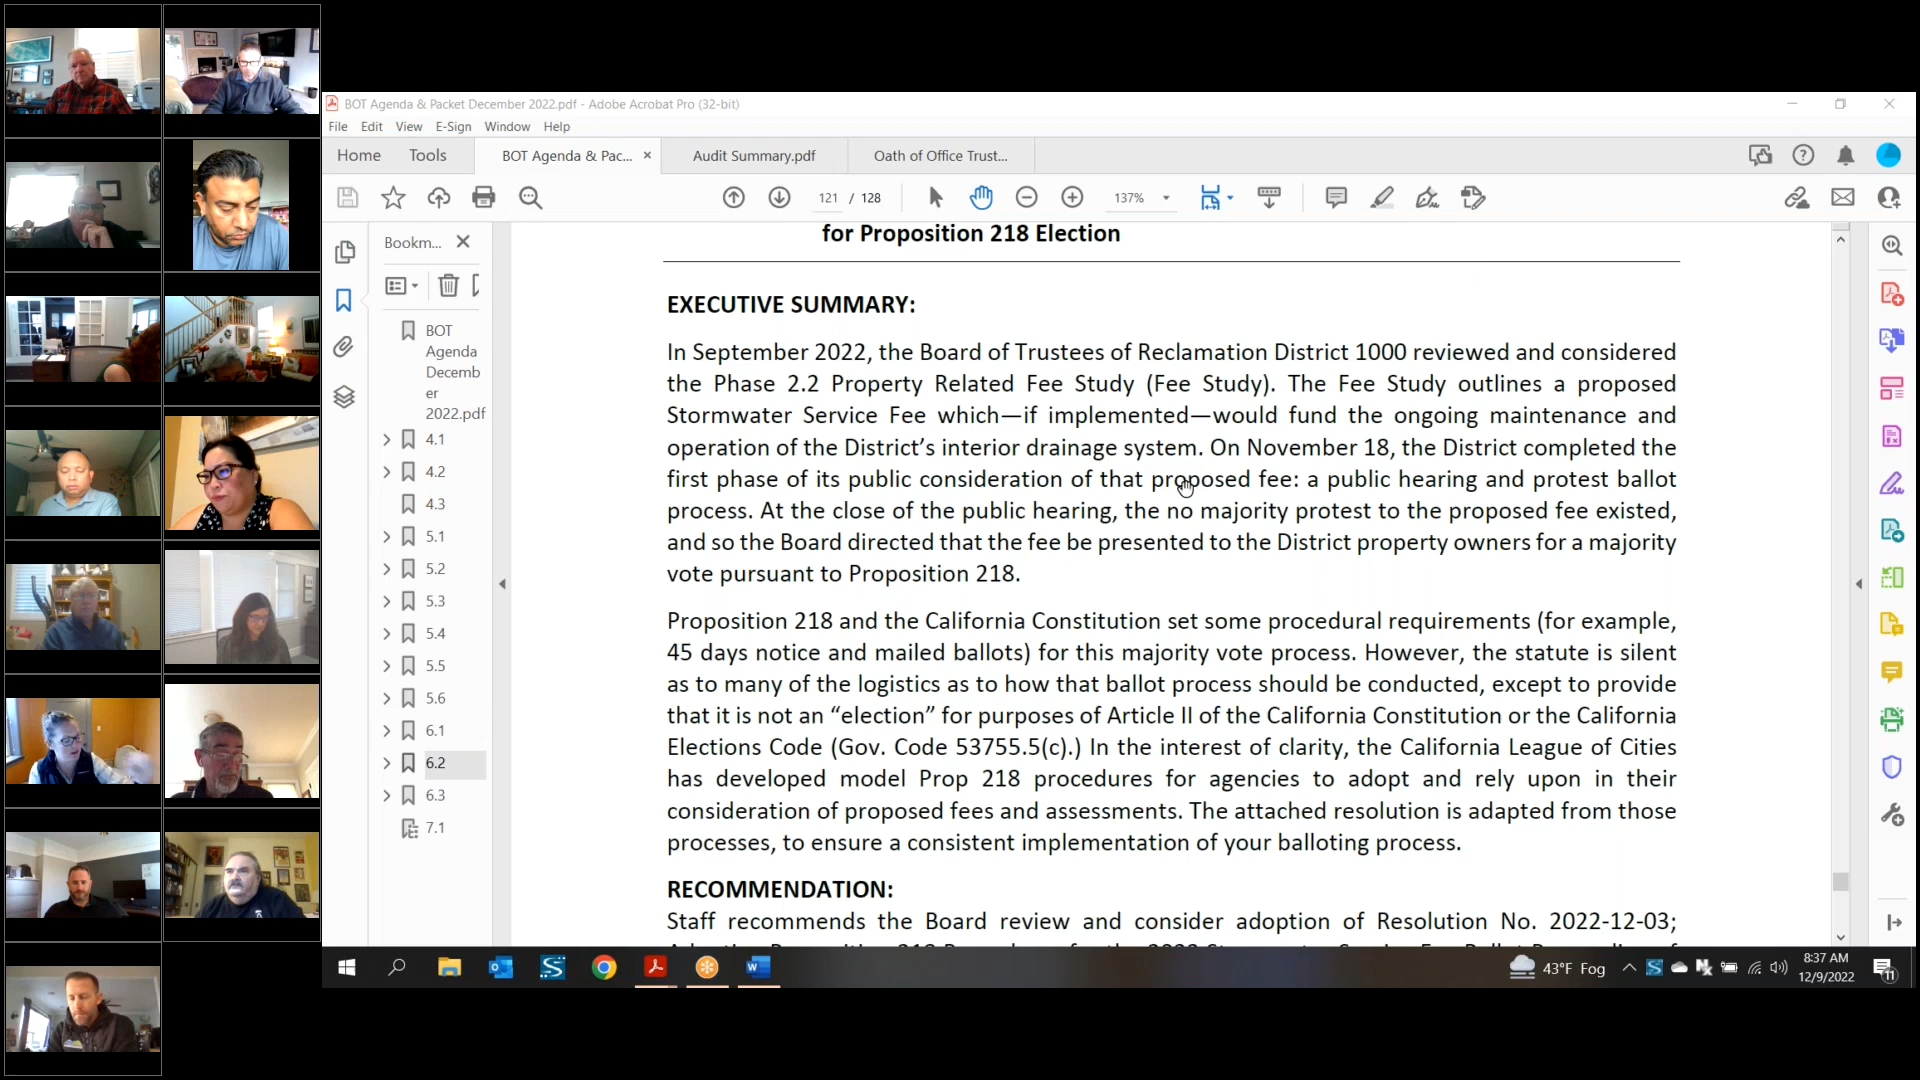 BOT Agenda & Packet December 2022.pdf - Adobe Acrobat Pro (32-bit)
File Edit View E-Sign Window Help
Home Tools BOT Agenda & Pac... × Audit Summary.pdf Oath of Office Trust...
121 / 128 137%
Bookm...
BOT
Agenda
Decemb
er
2022.pdf
4.1
4.2
4.3
5.1
5.2
5.3
5.4
5.5
5.6
6.1
6.2
6.3
7.1
for Proposition 218 Election
EXECUTIVE SUMMARY:
In September 2022, the Board of Trustees of Reclamation District 1000 reviewed and considered
the Phase 2.2 Property Related Fee Study (Fee Study). The Fee Study outlines a proposed
Stormwater Service Fee which—if implemented—would fund the ongoing maintenance and
operation of the District’s interior drainage system. On November 18, the District completed the
first phase of its public consideration of that proposed fee: a public hearing and protest ballot
process. At the close of the public hearing, the no majority protest to the proposed fee existed,
and so the Board directed that the fee be presented to the District property owners for a majority
vote pursuant to Proposition 218.
Proposition 218 and the California Constitution set some procedural requirements (for example,
45 days notice and mailed ballots) for this majority vote process. However, the statute is silent
as to many of the logistics as to how that ballot process should be conducted, except to provide
that it is not an “election” for purposes of Article II of the California Constitution or the California
Elections Code (Gov. Code 53755.5(c).) In the interest of clarity, the California League of Cities
has developed model Prop 218 procedures for agencies to adopt and rely upon in their
consideration of proposed fees and assessments. The attached resolution is adapted from those
processes, to ensure a consistent implementation of your balloting process.
RECOMMENDATION:
Staff recommends the Board review and consider adoption of Resolution No. 2022-12-03;
43°F Fog
8:37 AM
12/9/2022
11